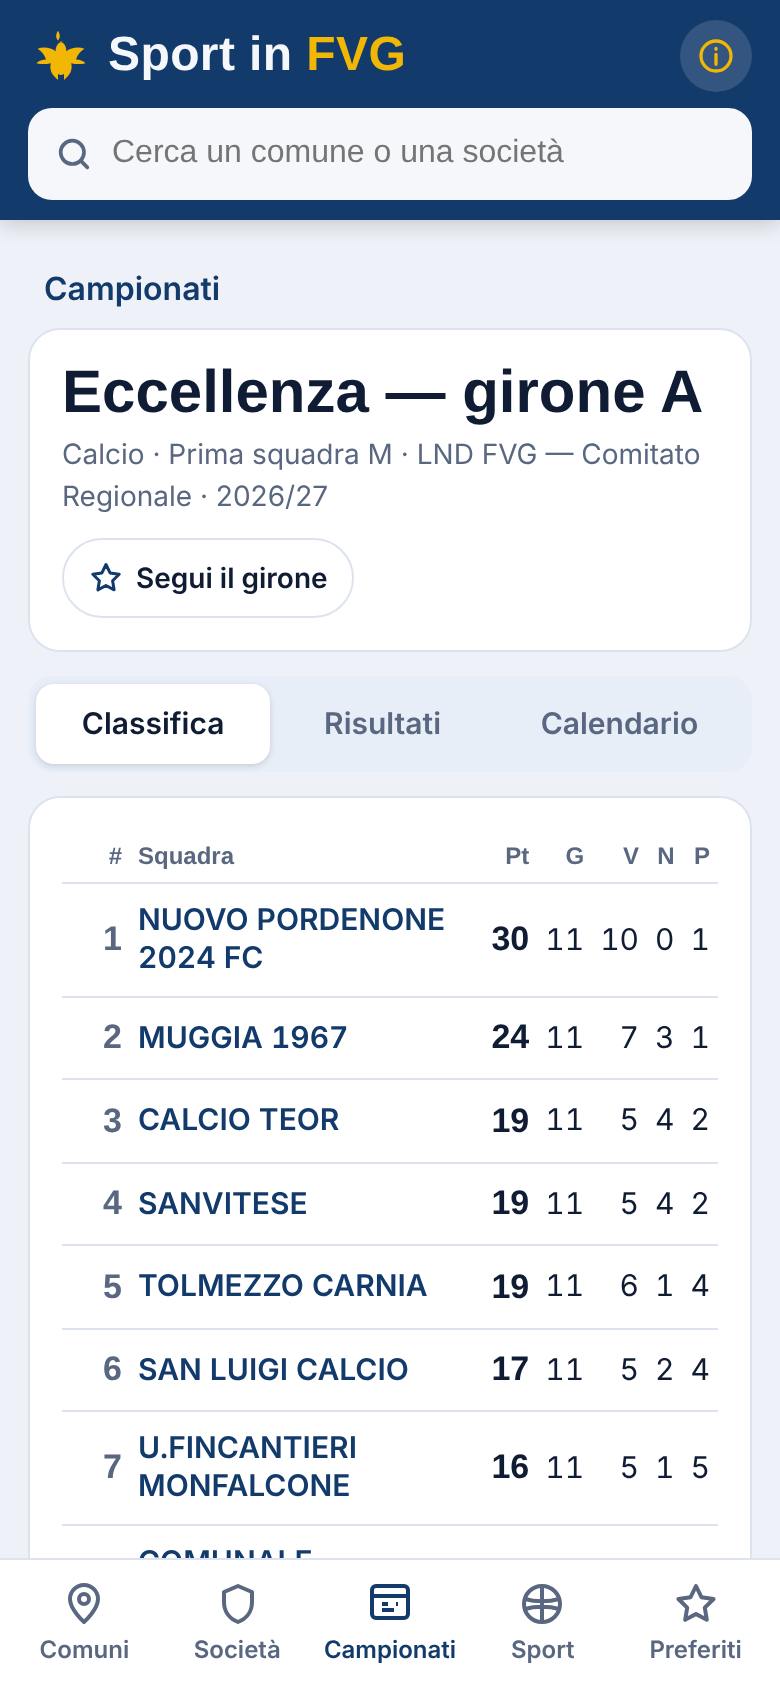 Sport in FVG
Cerca un comune o una società
Campionati
Eccellenza — girone A
Calcio · Prima squadra M · LND FVG — Comitato
Regionale · 2026/27
Segui il girone
Classifica Risultati Calendario
# Squadra Pt G V N P
1 NUOVO PORDENONE 2024 FC 30 11 10 0 1
2 MUGGIA 1967 24 11 7 3 1
3 CALCIO TEOR 19 11 5 4 2
4 SANVITESE 19 11 5 4 2
5 TOLMEZZO CARNIA 19 11 6 1 4
6 SAN LUIGI CALCIO 17 11 5 2 4
7 U.FINCANTIERI MONFALCONE 16 11 5 1 5
Comuni Società Campionati Sport Preferiti